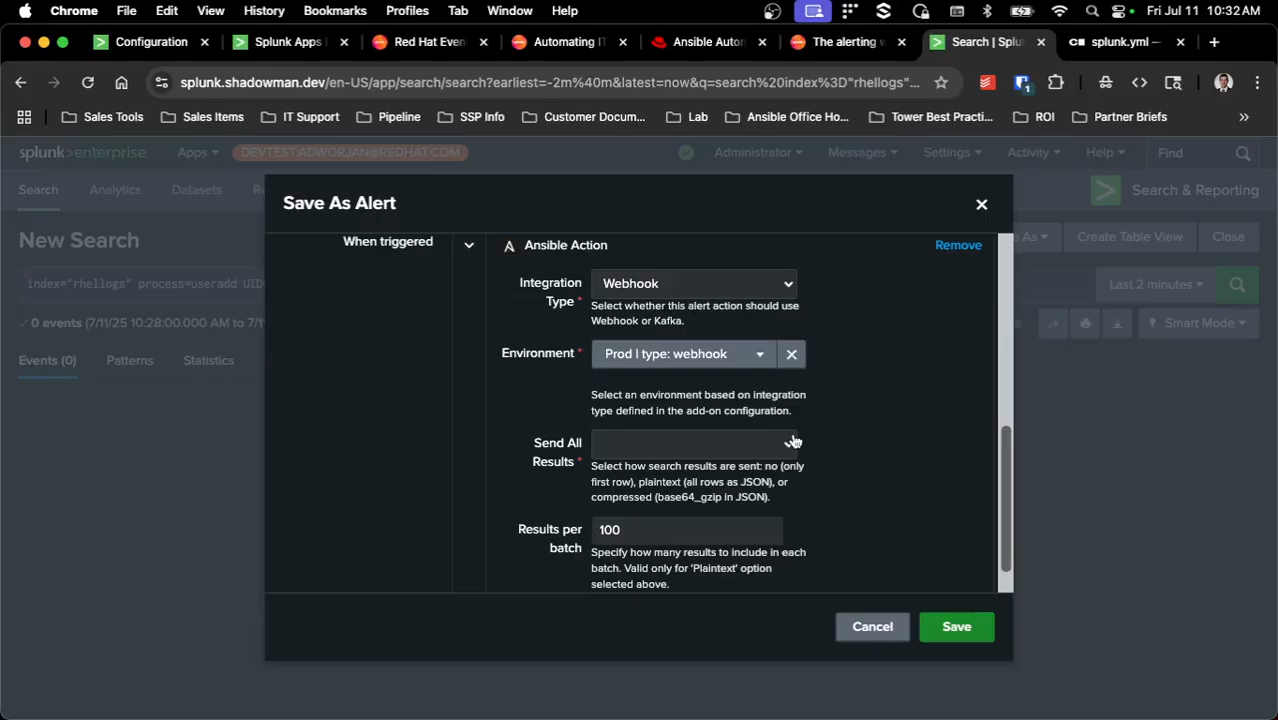 Chrome File Edit View History Bookmarks Profiles Tab Window Help Fri Jul 11 10:32 AM
Configuration Splunk Apps Red Hat Even Automating IT Ansible Auto The alerting w Search | Splu splunk.yml —
splunk.shadowman.dev/en-US/app/search/search?earliest=-2m%40m&latest=now&q=search%20index%3D"rhellogs"...
Sales Tools Sales Items IT Support Pipeline SSP Info Customer Docum... Lab Ansible Office Ho... Tower Best Practi... ROI Partner Briefs
splunk>enterprise Apps DEVTEST:ADWORJAN@REDHAT.COM Administrator Messages Settings Activity Help Find
Search Analytics Datasets Search & Reporting
Save As Alert
New Search As Create Table View Close
When triggered
Ansible Action Remove
index="rhellogs" process=useradd UID Last 2 minutes
Integration Type * Webhook
Select whether this alert action should use
Webhook or Kafka.
0 events (7/11/25 10:28:00.000 AM to 7/1 Smart Mode
Events (0) Patterns Statistics
Environment * Prod | type: webhook
Select an environment based on integration
type defined in the add-on configuration.
Send All
Results *
Select how search results are sent: no (only
first row), plaintext (all rows as JSON), or
compressed (base64_gzip in JSON).
Results per
batch
100
Specify how many results to include in each
batch. Valid only for 'Plaintext' option
selected above.
Cancel Save